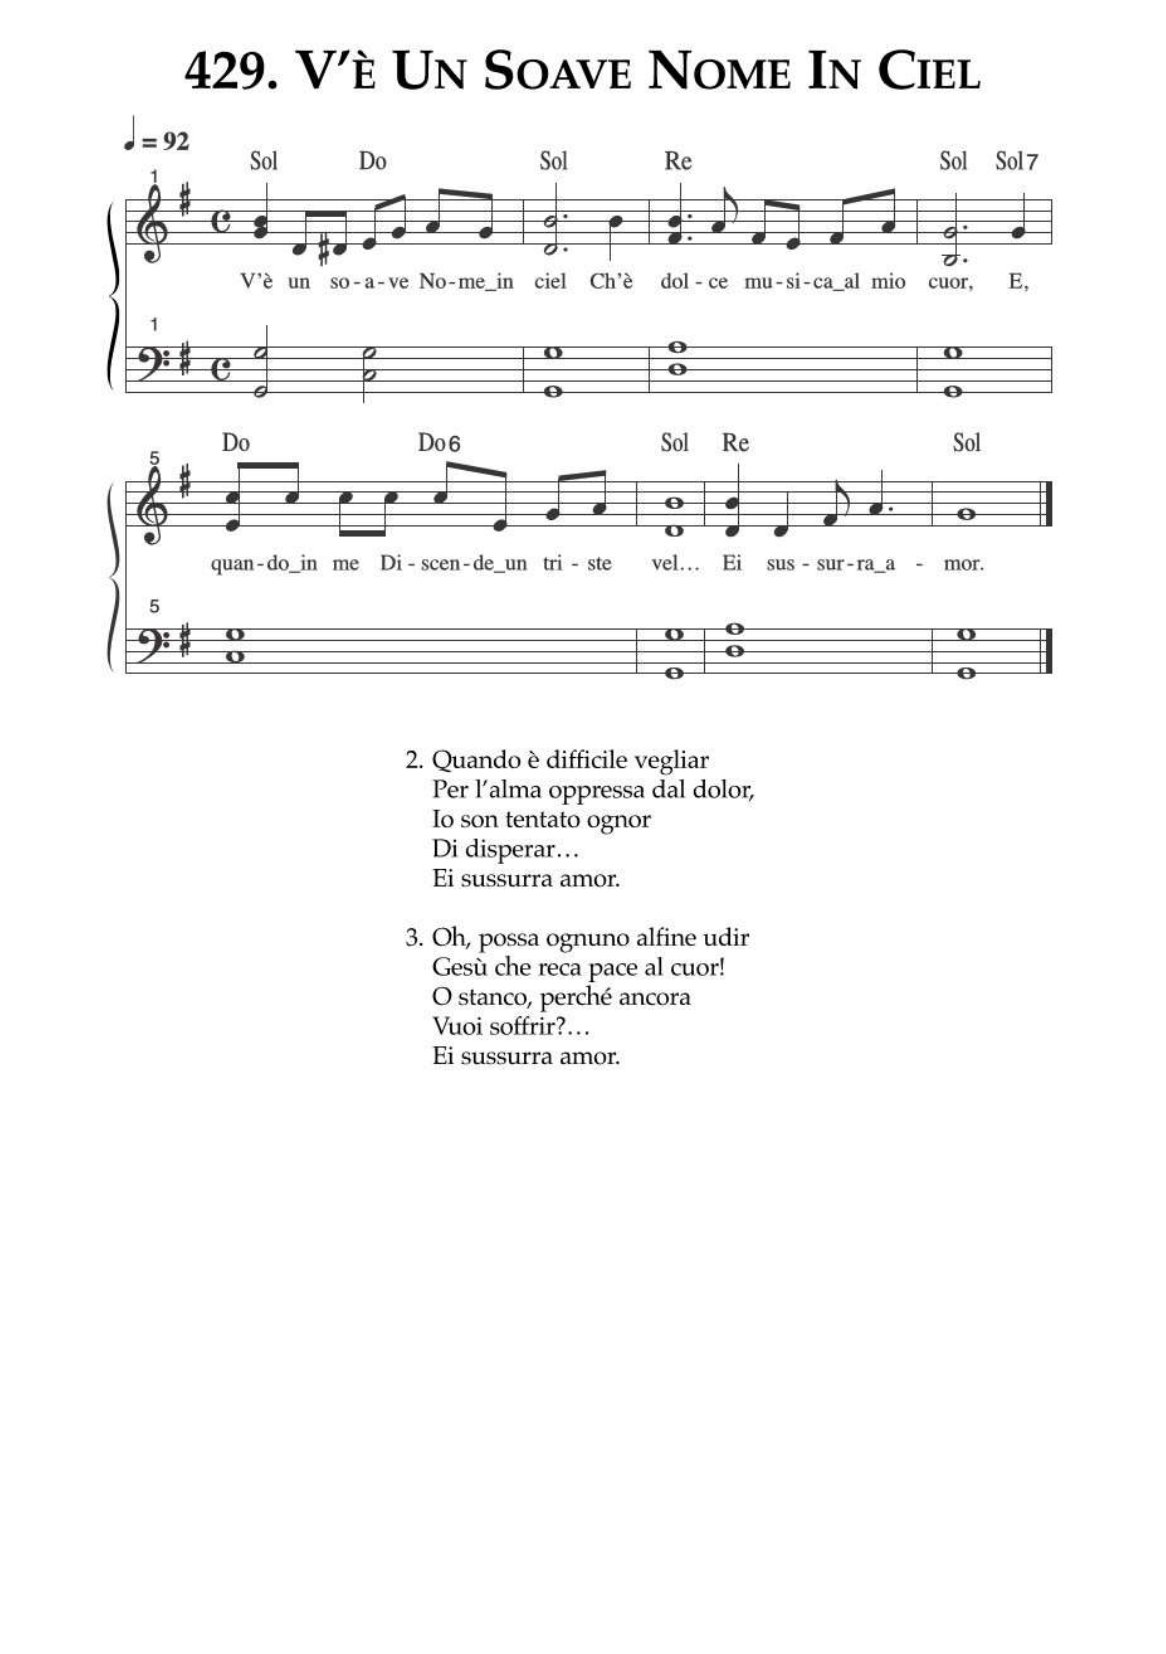 429. V'è Un Soave Nome In Ciel
= 92
Sol Do Sol Re Sol Sol7
1
V'è un so-a-ve No-me_in ciel Ch'è dol-ce mu-si-ca_al mio cuor, E,
1
Do Do6 Sol Re Sol
5
quan-do_in me Di-scen-de_un tri-ste vel... Ei sus-sur-ra_a - mor.
5
2. Quando è difficile vegliar
Per l'alma oppressa dal dolor,
Io son tentato ognor
Di disperar...
Ei sussurra amor.
3. Oh, possa ognuno alfine udir
Gesù che reca pace al cuor!
O stanco, perché ancora
Vuoi soffrir?...
Ei sussurra amor.